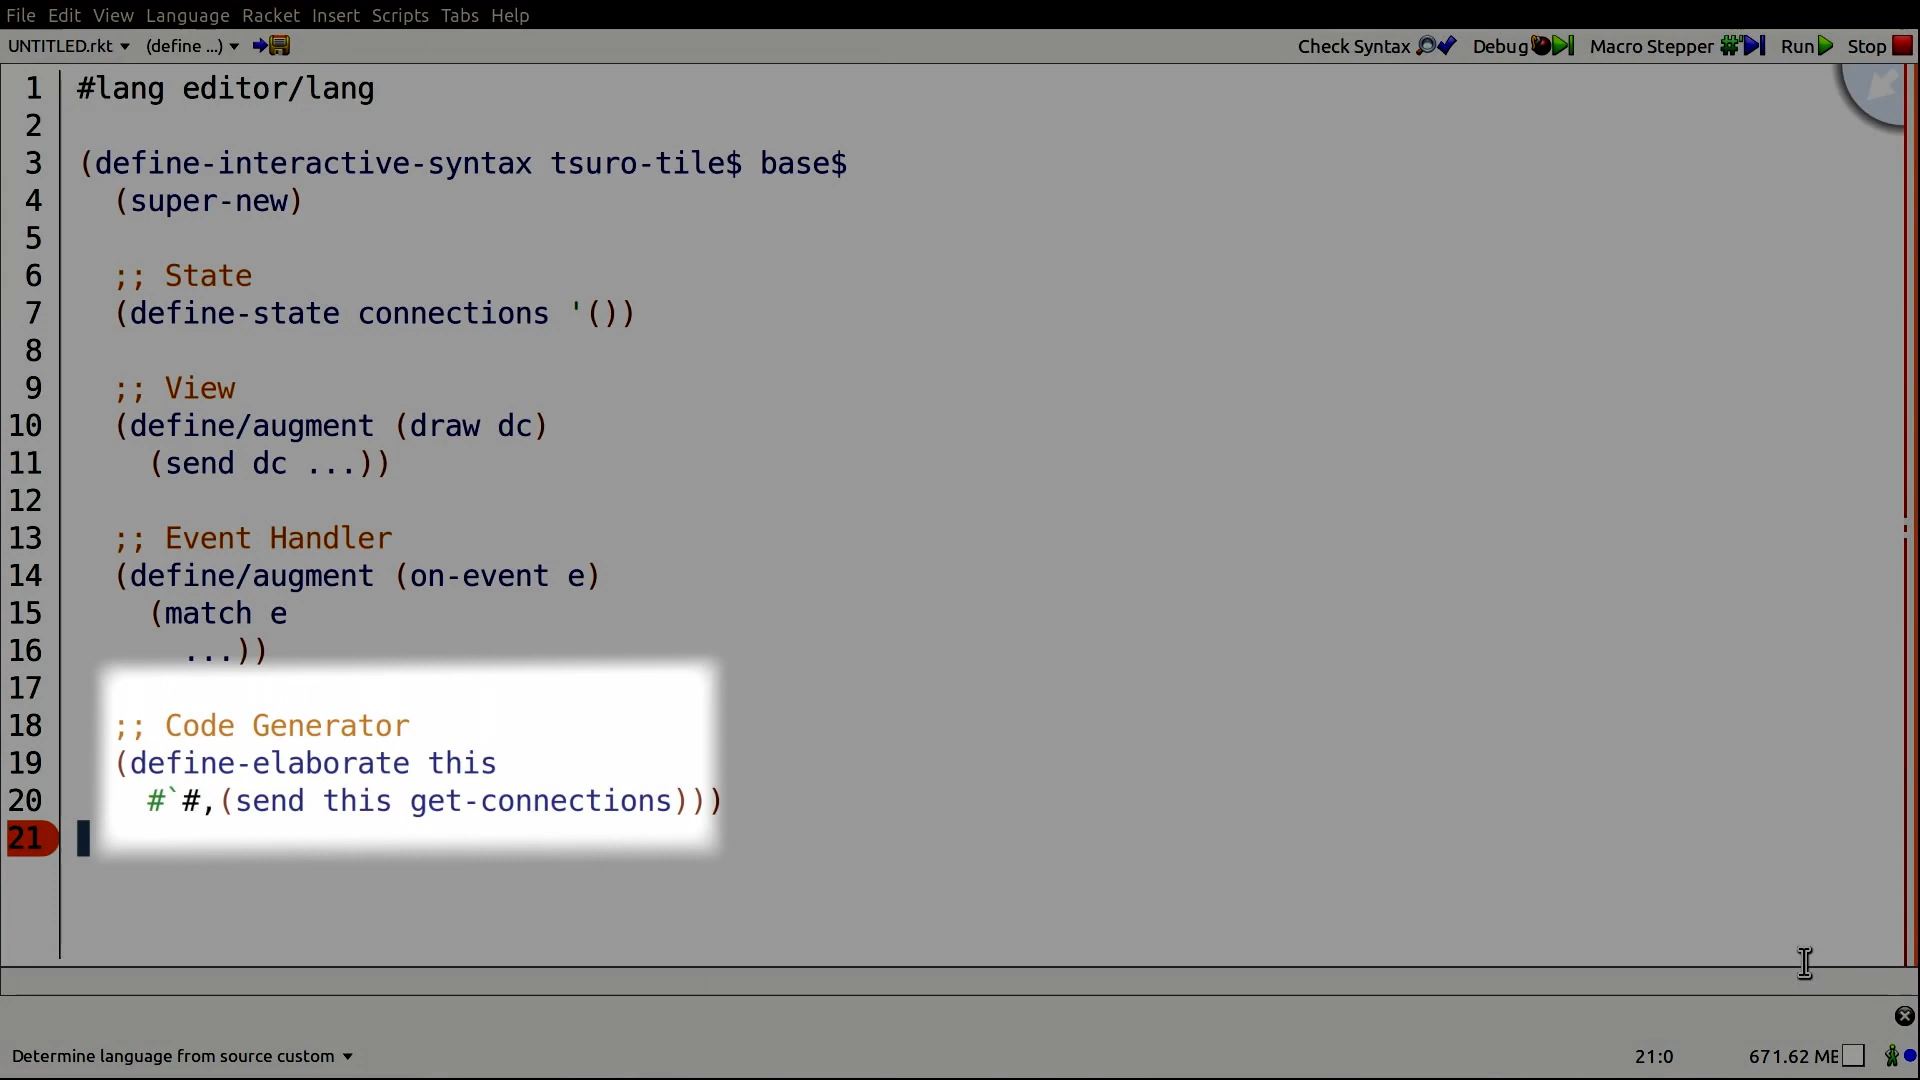 File Edit View Language Racket Insert Scripts Tabs Help
UNTITLED.rkt (define ...) Check Syntax Debug Macro Stepper Run Stop
1 #lang editor/lang
2
3 (define-interactive-syntax tsuro-tile$ base$
4 (super-new)
5
6 ;; State
7 (define-state connections '())
8
9 ;; View
10 (define/augment (draw dc)
11 (send dc ...))
12
13 ;; Event Handler
14 (define/augment (on-event e)
15 (match e
16 ...))
17
18 ;; Code Generator
19 (define-elaborate this
20 #`#,(send this get-connections)))
21
Determine language from source custom 21:0 671.62 MB